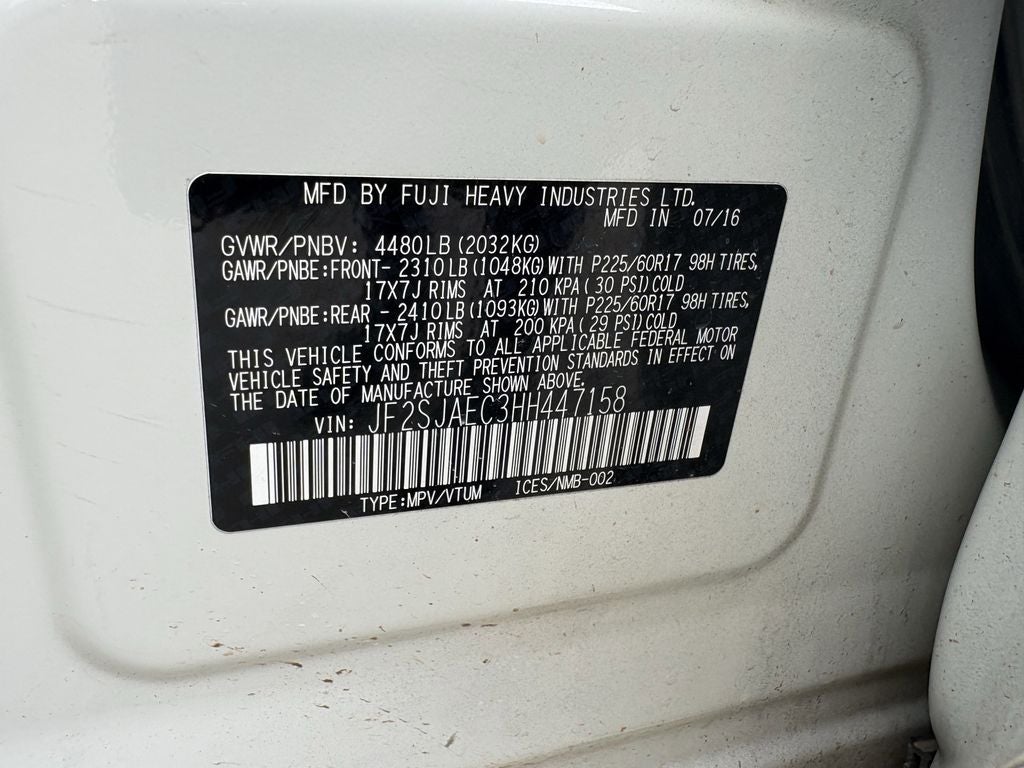 MFD BY FUJI HEAVY INDUSTRIES LTD.
MFD IN 07/16
GVWR/PNBV: 4480LB(2032KG)
GAWR/PNBE:FRONT- 2310LB(1048KG)WITH P225/60R17 98H TIRES,
17X7J RIMS AT 210 KPA(30 PSI)COLD
GAWR/PNBE:REAR - 2410LB(1093KG)WITH P225/60R17 98H TIRES,
17X7J RIMS AT 200 KPA(29 PSI)COLD
THIS VEHICLE CONFORMS TO ALL APPLICABLE FEDERAL MOTOR
VEHICLE SAFETY AND THEFT PREVENTION STANDARDS IN EFFECT ON
THE DATE OF MANUFACTURE SHOWN ABOVE.
VIN: JF2SJAEC3HH447158
TYPE:MPV/VTUM ICES/NMB-002